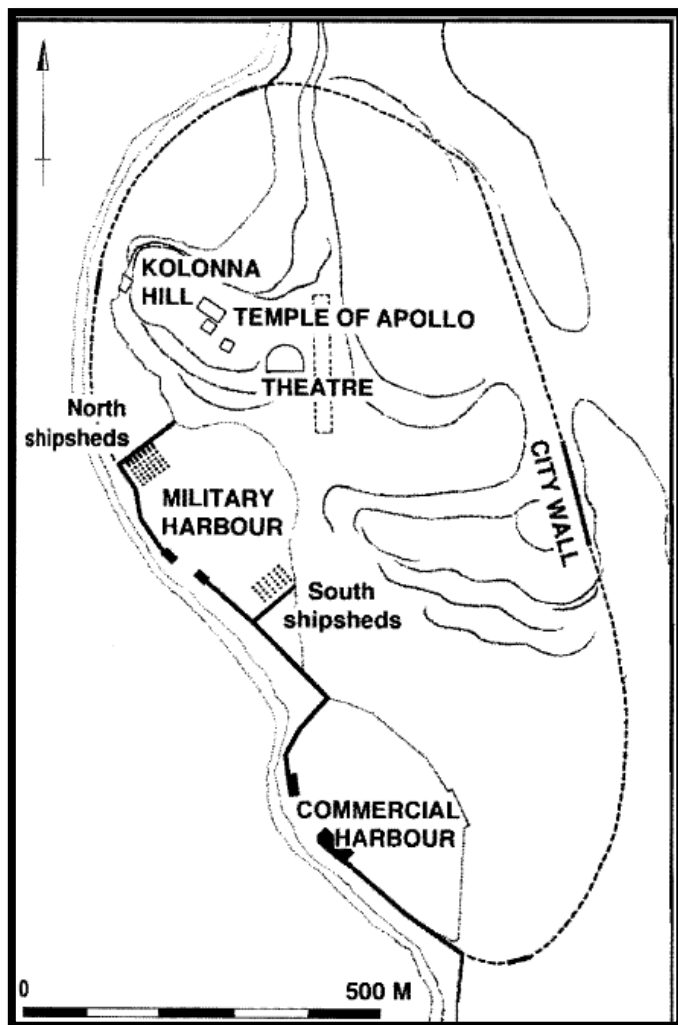 KOLONNA
HILL
TEMPLE OF APOLLO
THEATRE
North
shipsheds
CITY WALL
MILITARY
HARBOUR
South
shipsheds
COMMERCIAL
HARBOUR
0 500 M